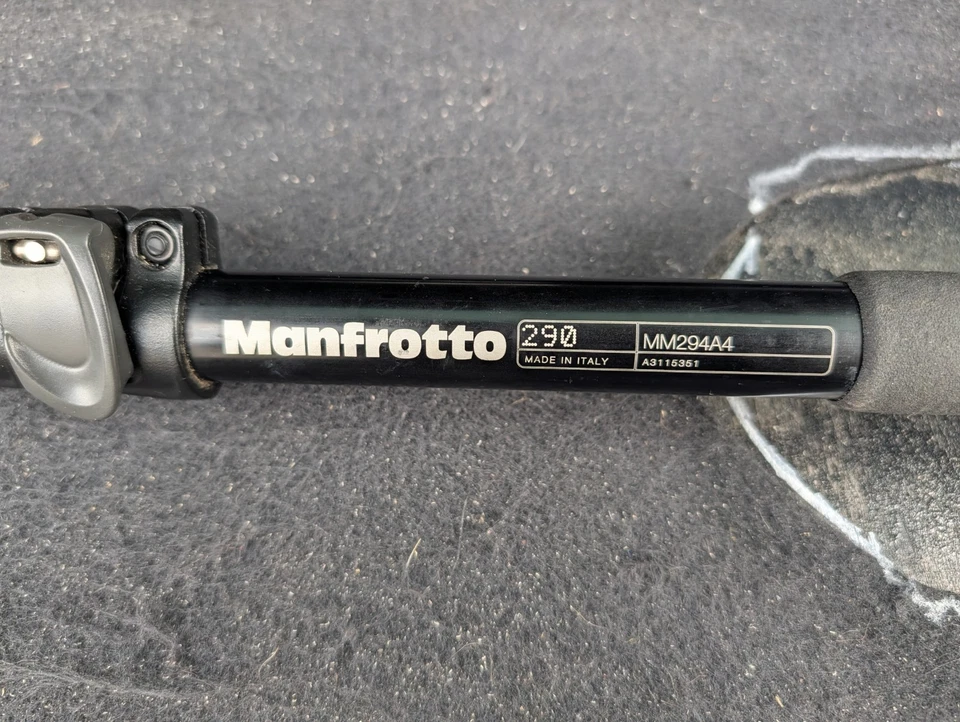 Manfrotto
290
MADE IN ITALY
MM294A4
A3115351